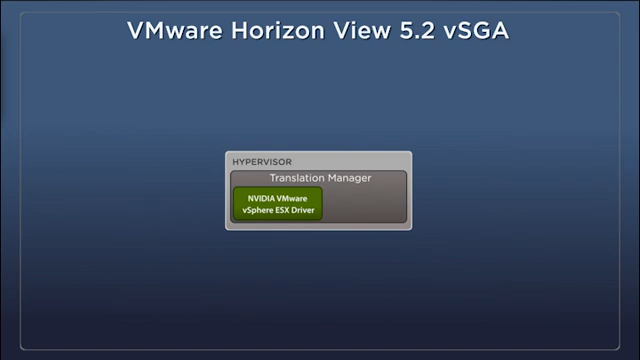 VMware Horizon View 5.2 vSGA
HYPERVISOR
Translation Manager
NVIDIA VMware
vSphere ESX Driver